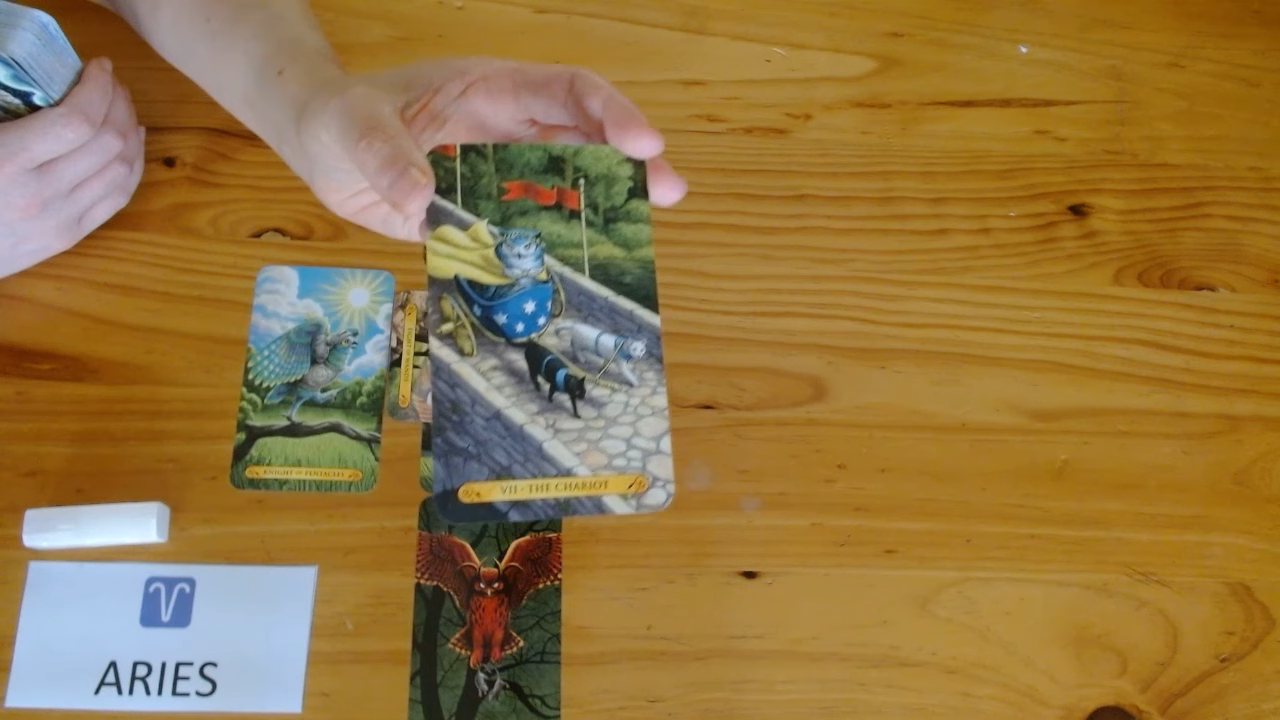 VII · THE CHARIOT
KNIGHT OF PENTACLES
ARIES